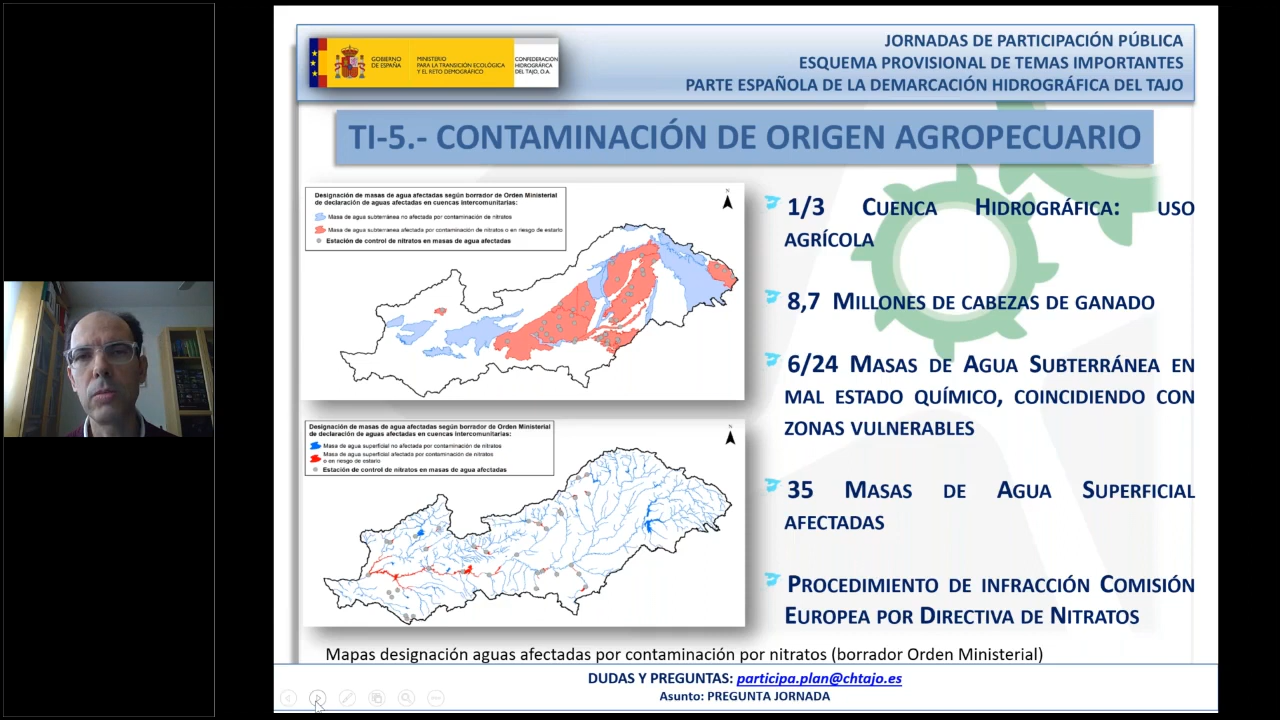 GOBIERNO
DE ESPAÑA
MINISTERIO
PARA LA TRANSICIÓN ECOLÓGICA
Y EL RETO DEMOGRÁFICO
CONFEDERACIÓN
HIDROGRÁFICA
DEL TAJO, O.A.
JORNADAS DE PARTICIPACIÓN PÚBLICA
ESQUEMA PROVISIONAL DE TEMAS IMPORTANTES
PARTE ESPAÑOLA DE LA DEMARCACIÓN HIDROGRÁFICA DEL TAJO
TI-5.- CONTAMINACIÓN DE ORIGEN AGROPECUARIO
Designación de masas de agua afectadas según borrador de Orden Ministerial
de declaración de aguas afectadas en cuencas intercomunitarias:
Masa de agua subterránea no afectada por contaminación de nitratos
Masa de agua subterranea afectada por contaminación de nitratos o en riesgo de estarlo
Estación de control de nitratos en masas de agua afectadas
N
Designación de masas de agua afectadas según borrador de Orden Ministerial
de declaración de aguas afectadas en cuencas intercomunitarias:
Masa de agua superficial no afectada por contaminación de nitratos
Masa de agua superficial afectada por contaminación de nitratos
o en riesgo de estarlo
Estación de control de nitratos en masas de agua afectadas
N
1/3 CUENCA HIDROGRÁFICA: USO
AGRÍCOLA
8,7 MILLONES DE CABEZAS DE GANADO
6/24 MASAS DE AGUA SUBTERRÁNEA EN
MAL ESTADO QUÍMICO, COINCIDIENDO CON
ZONAS VULNERABLES
35 MASAS DE AGUA SUPERFICIAL
AFECTADAS
PROCEDIMIENTO DE INFRACCIÓN COMISIÓN
EUROPEA POR DIRECTIVA DE NITRATOS
Mapas designación aguas afectadas por contaminación por nitratos (borrador Orden Ministerial)
DUDAS Y PREGUNTAS: participa.plan@chtajo.es
Asunto: PREGUNTA JORNADA